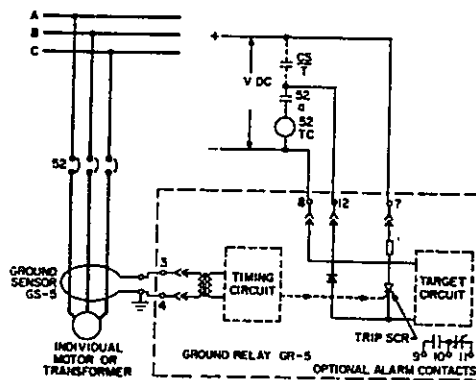 A
B
C
+
V DC
CS
T
52
a
52
TC
-
52
8
12
7
GROUND
SENSOR
GS-5
3
4
TIMING
CIRCUIT
TARGET
CIRCUIT
TRIP SCR
INDIVIDUAL
MOTOR OR
TRANSFORMER
GROUND RELAY GR-5
9 10 11
OPTIONAL ALARM CONTACTS